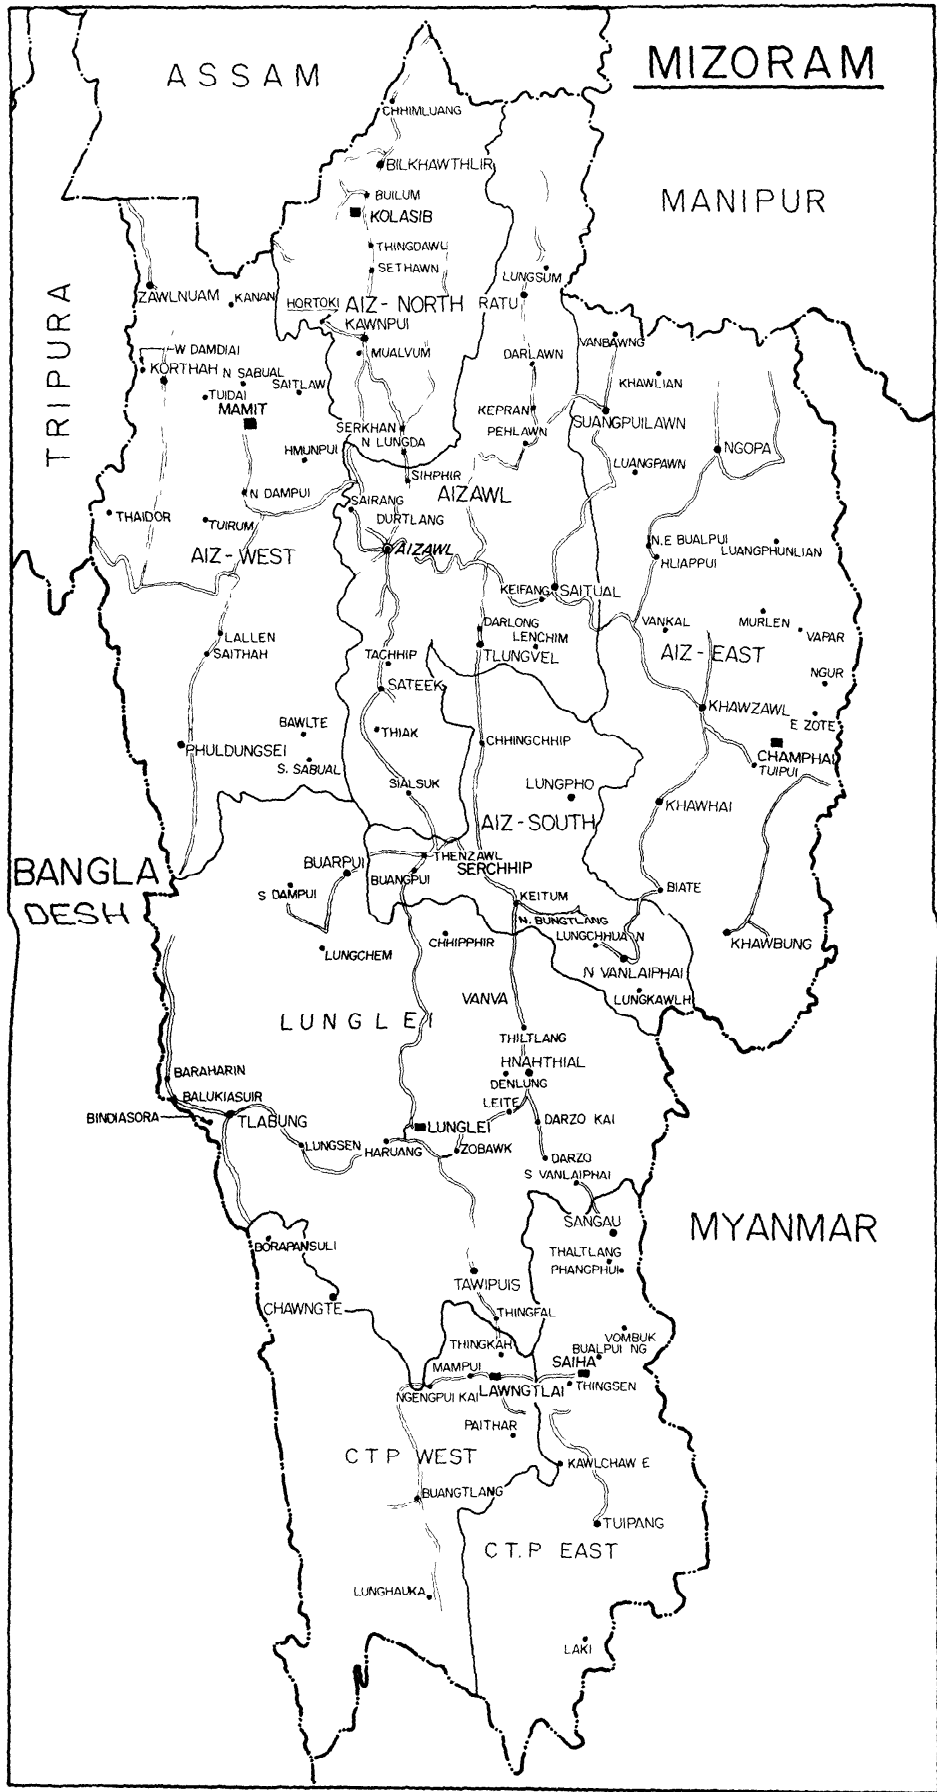 MIZORAM
ASSAM
CHHIMLUANG
BILKHAWTHLIR
BUILUM
KOLASIB
MANIPUR
THINGDAWL
SETHAWN
LUNGSUM
TRIPURA
ZAWLNUAM
KANAN
HORTOKI
AIZ-NORTH
RATU
KAWNPUI
VANBAWNG
W DAMDIAI
MUALVUM
DARLAWN
KORTHAH
N SABUAL
SAITLAW
KHAWLIAN
TUIDAI
MAMIT
KEPRAN
SERKHAN
PEHLAWN
SUANGPUILAWN
N LUNGDA
HMUNPUI
NGOPA
SIHPHIR
LUANGPAWN
N DAMPUI
SAIRANG
AIZAWL
THAIDOR
TUIRUM
DURTLANG
AIZ-WEST
AIZAWL
N.E BUALPUI
LUANGPHUNLIAN
HLIAPPUI
KEIFANG
SAITUAL
LALLEN
DARLONG
LENCHIM
VANKAL
MURLEN
VAPAR
SAITHAH
TACHHIP
TLUNGVEL
AIZ-EAST
SATEEK
NGUR
KHAWZAWL
BAWLTE
THIAK
E ZOTE
PHULDUNGSEI
CHHINGCHHIP
CHAMPHAI
S. SABUAL
TUIPUI
SIALSUK
LUNGPHO
KHAWHAI
AIZ-SOUTH
BUARPUI
THENZAWL
SERCHHIP
BANGLA
DESH
BUANGPUI
S DAMPUI
KEITUM
BIATE
N. BUNGTLANG
LUNGCHEM
CHHIPPHIR
LUNGCHHUAN
KHAWBUNG
N VANLAIPHAI
VANVA
LUNGKAWLH
LUNGLEI
THILTLANG
HNAHTHIAL
BARAHARIN
DENLUNG
BALUKIASUIR
LEITE
BINDIASORA
TLABUNG
LUNGLEI
DARZO KAI
LUNGSEN
HARUANG
ZOBAWK
DARZO
S VANLAIPHAI
MYANMAR
SANGAU
BORAPANSULI
THALTLANG
PHANGPHUI
TAWIPUIS
CHAWNGTE
THINGFAL
THINGKAH
VOMBUK
BUALPUI NG
MAMPUI
SAIHA
NGENGPUI KAI
LAWNGTLAI
THINGSEN
PAITHAR
CTP WEST
KAWLCHAW E
BUANGTLANG
TUIPANG
C T.P EAST
LUNGHAUKA
LAKI